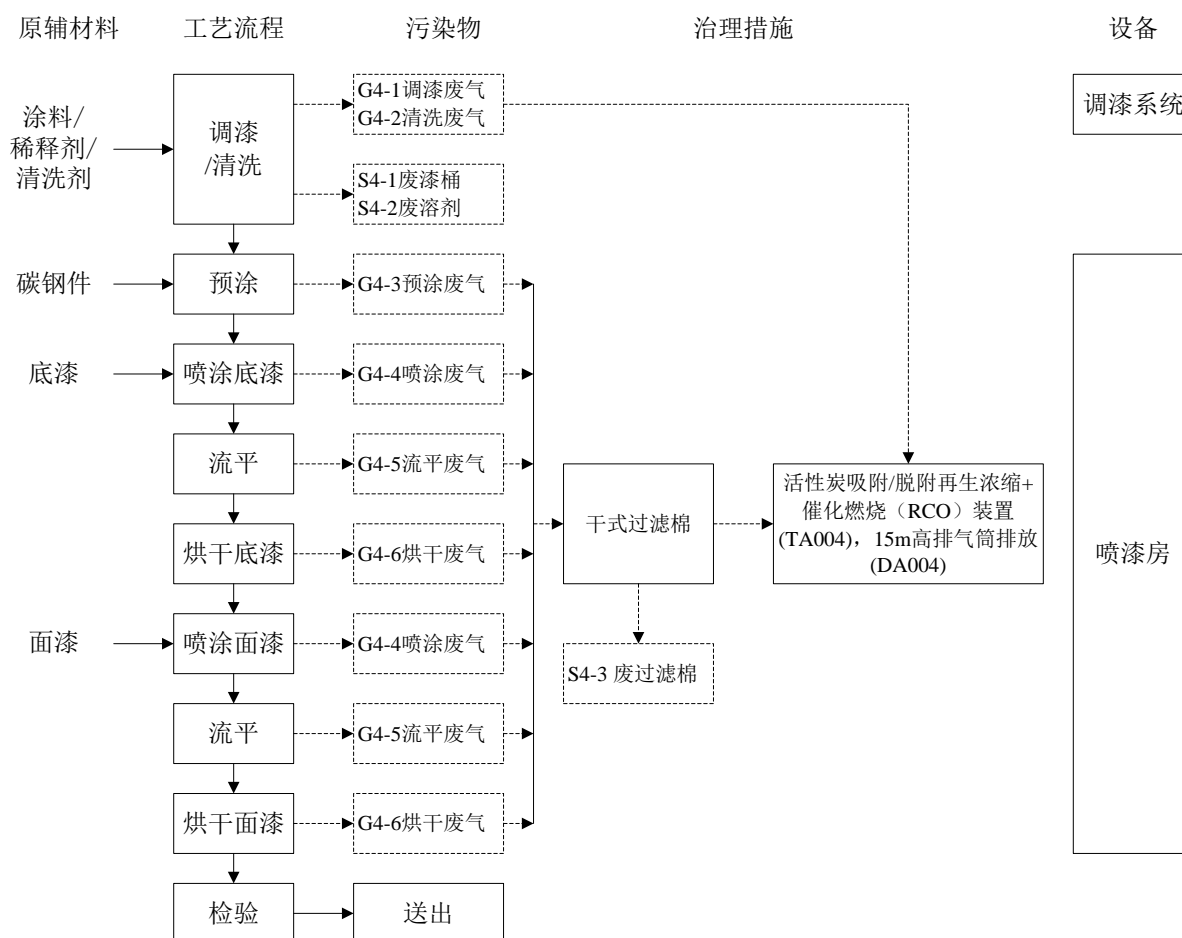 原辅材料
工艺流程
污染物
治理措施
设备
涂料/
稀释剂/
清洗剂
调漆
/清洗
G4-1调漆废气
G4-2清洗废气
调漆系统
S4-1废漆桶
S4-2废溶剂
碳钢件
预涂
G4-3预涂废气
底漆
喷涂底漆
G4-4喷涂废气
流平
G4-5流平废气
干式过滤棉
活性炭吸附/脱附再生浓缩+
催化燃烧（RCO）装置
(TA004)，15m高排气筒排放
(DA004)
喷漆房
烘干底漆
G4-6烘干废气
面漆
喷涂面漆
G4-4喷涂废气
S4-3 废过滤棉
流平
G4-5流平废气
烘干面漆
G4-6烘干废气
检验
送出